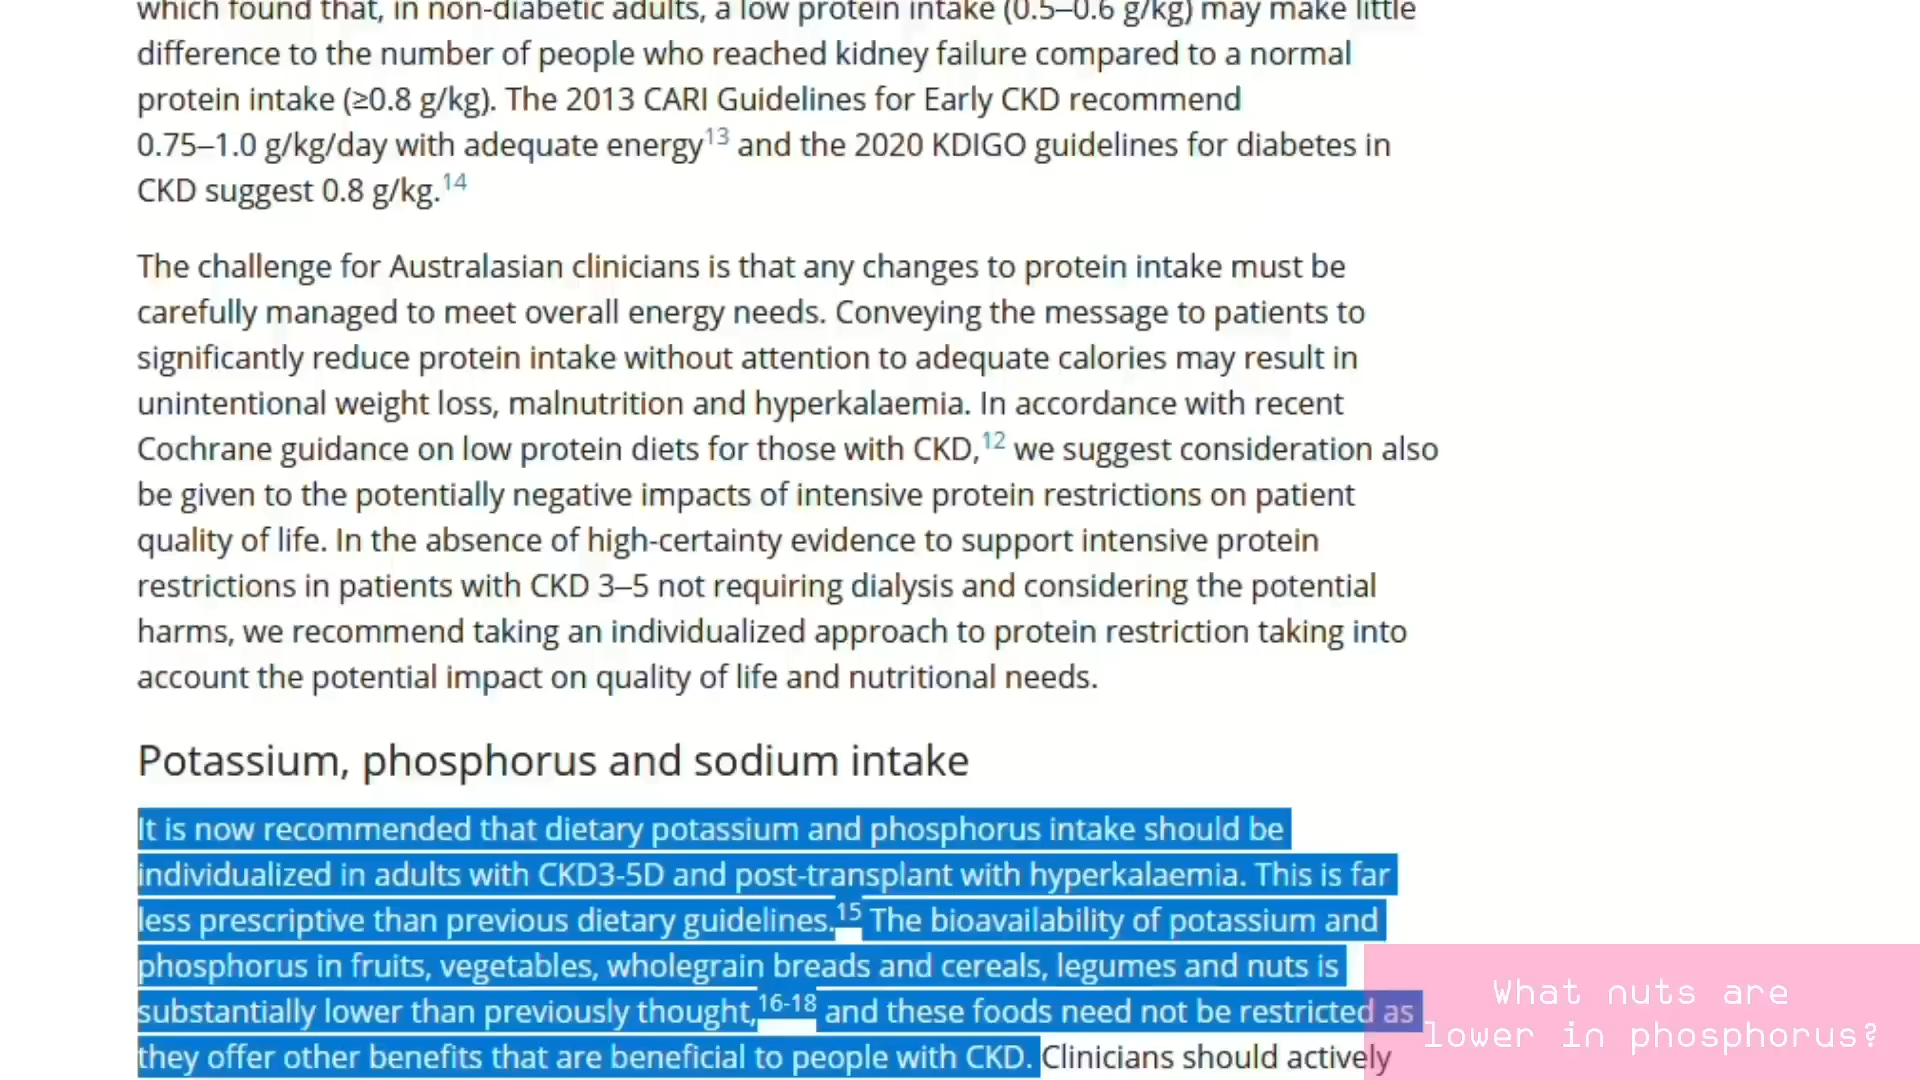 which found that, in non-diabetic adults, a low protein intake (0.5–0.6 g/kg) may make little
difference to the number of people who reached kidney failure compared to a normal
protein intake (≥0.8 g/kg). The 2013 CARI Guidelines for Early CKD recommend
0.75–1.0 g/kg/day with adequate energy13 and the 2020 KDIGO guidelines for diabetes in
CKD suggest 0.8 g/kg.14
The challenge for Australasian clinicians is that any changes to protein intake must be
carefully managed to meet overall energy needs. Conveying the message to patients to
significantly reduce protein intake without attention to adequate calories may result in
unintentional weight loss, malnutrition and hyperkalaemia. In accordance with recent
Cochrane guidance on low protein diets for those with CKD,12 we suggest consideration also
be given to the potentially negative impacts of intensive protein restrictions on patient
quality of life. In the absence of high-certainty evidence to support intensive protein
restrictions in patients with CKD 3–5 not requiring dialysis and considering the potential
harms, we recommend taking an individualized approach to protein restriction taking into
account the potential impact on quality of life and nutritional needs.
Potassium, phosphorus and sodium intake
It is now recommended that dietary potassium and phosphorus intake should be
individualized in adults with CKD3-5D and post-transplant with hyperkalaemia. This is far
less prescriptive than previous dietary guidelines.15 The bioavailability of potassium and
phosphorus in fruits, vegetables, wholegrain breads and cereals, legumes and nuts is
substantially lower than previously thought,16-18 and these foods need not be restricted as
they offer other benefits that are beneficial to people with CKD. Clinicians should actively
What nuts are
lower in phosphorus?